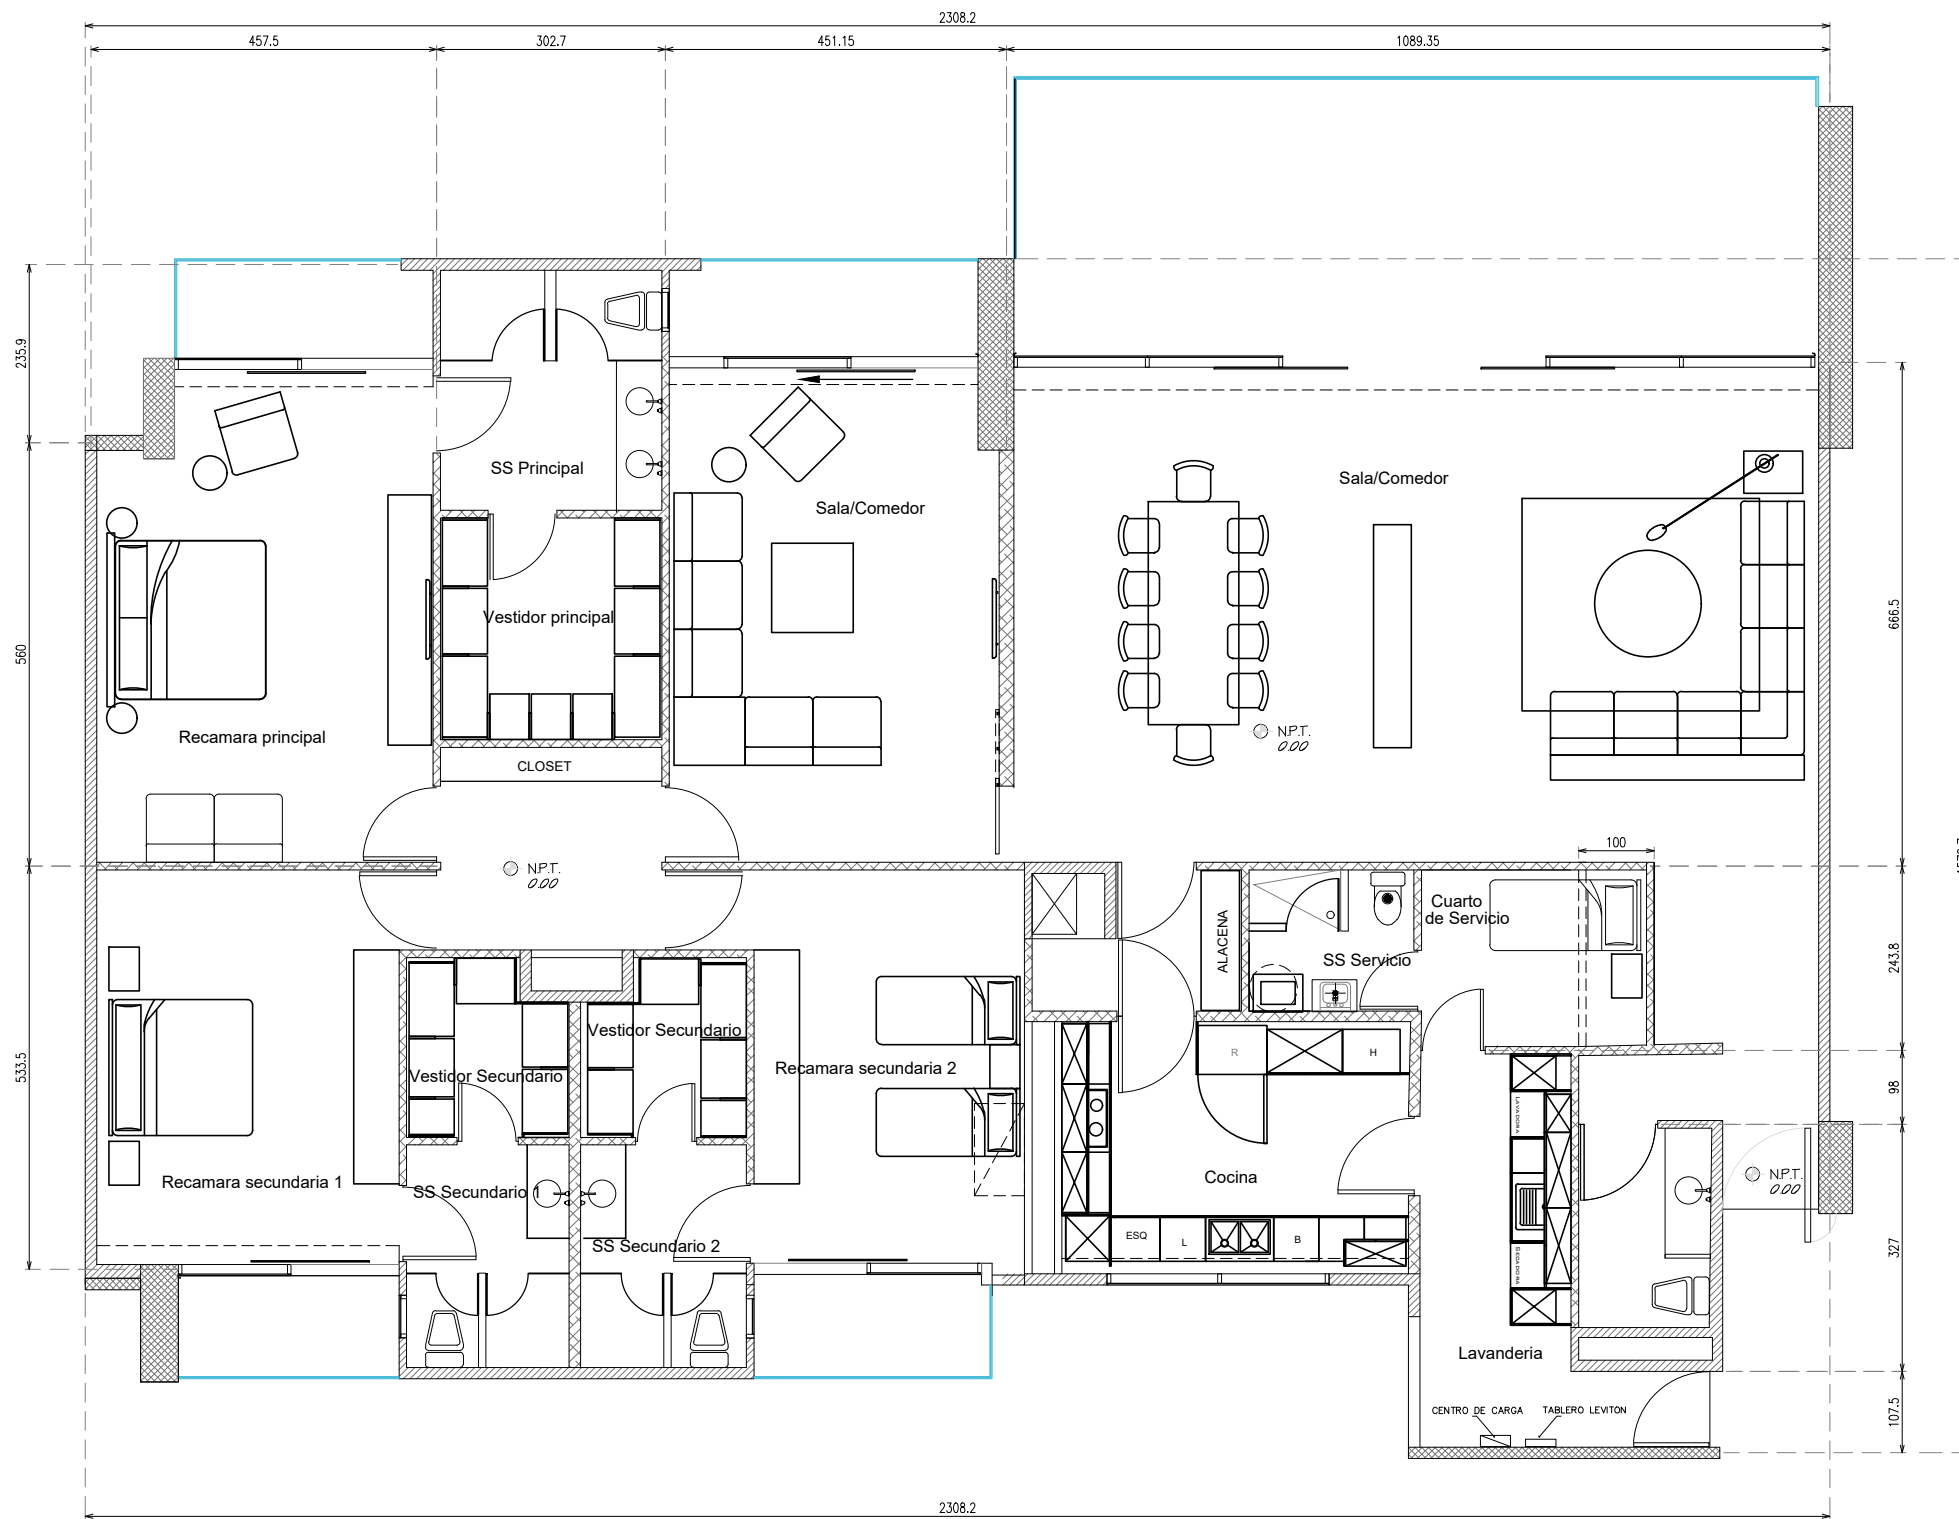 2308.2
457.5
302.7
451.15
1089.35
235.9
560
533.5
SS Principal
Sala/Comedor
Sala/Comedor
Vestidor principal
Recamara principal
CLOSET
N.P.T.
0.00
N.P.T.
0.00
666.5
100
243.8
98
327
107.5
ALACENA
Cuarto
de Servicio
SS Servicio
Vestidor Secundario
Vestidor Secundario
Recamara secundaria 2
R
H
LAVADORA
Recamara secundaria 1
SS Secundario 1
SS Secundario 2
Cocina
N.P.T.
0.00
ESQ
L
B
SECADORA
Lavanderia
CENTRO DE CARGA
TABLERO LEVITON
2308.2